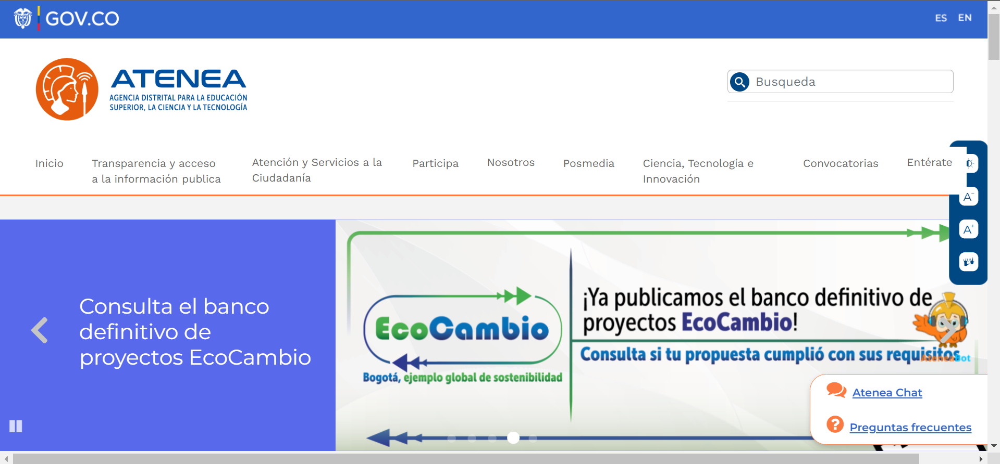 GOV.CO
ES EN
ATENEA
AGENCIA DISTRITAL PARA LA EDUCACIÓN
SUPERIOR, LA CIENCIA Y LA TECNOLOGÍA
Busqueda
Inicio
Transparencia y acceso
a la información publica
Atención y Servicios a la
Ciudadanía
Participa
Nosotros
Posmedia
Ciencia, Tecnología e
Innovación
Convocatorias
Entérate
A-
A+
Consulta el banco
definitivo de
proyectos EcoCambio
EcoCambio
Bogotá, ejemplo global de sostenibilidad
¡Ya publicamos el banco definitivo de
proyectos EcoCambio!
Consulta si tu propuesta cumplió con sus requisitos
AteneaBot
Atenea Chat
Preguntas frecuentes